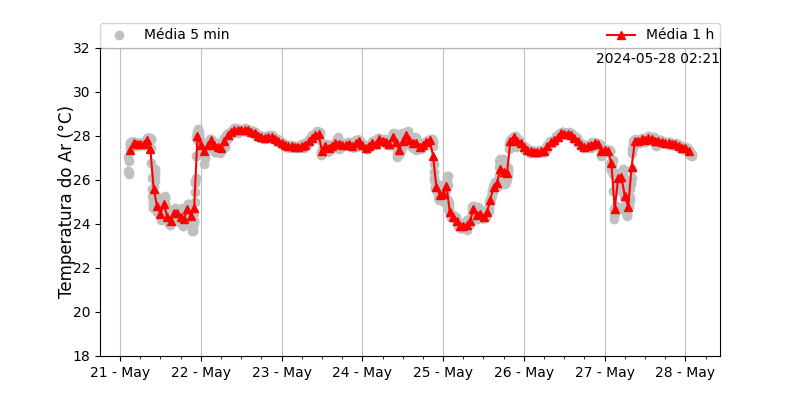 Média 5 min
Média 1 h
2024-05-28 02:21
Temperatura do Ar (°C)
32
30
28
26
24
22
20
18
21 - May
22 - May
23 - May
24 - May
25 - May
26 - May
27 - May
28 - May